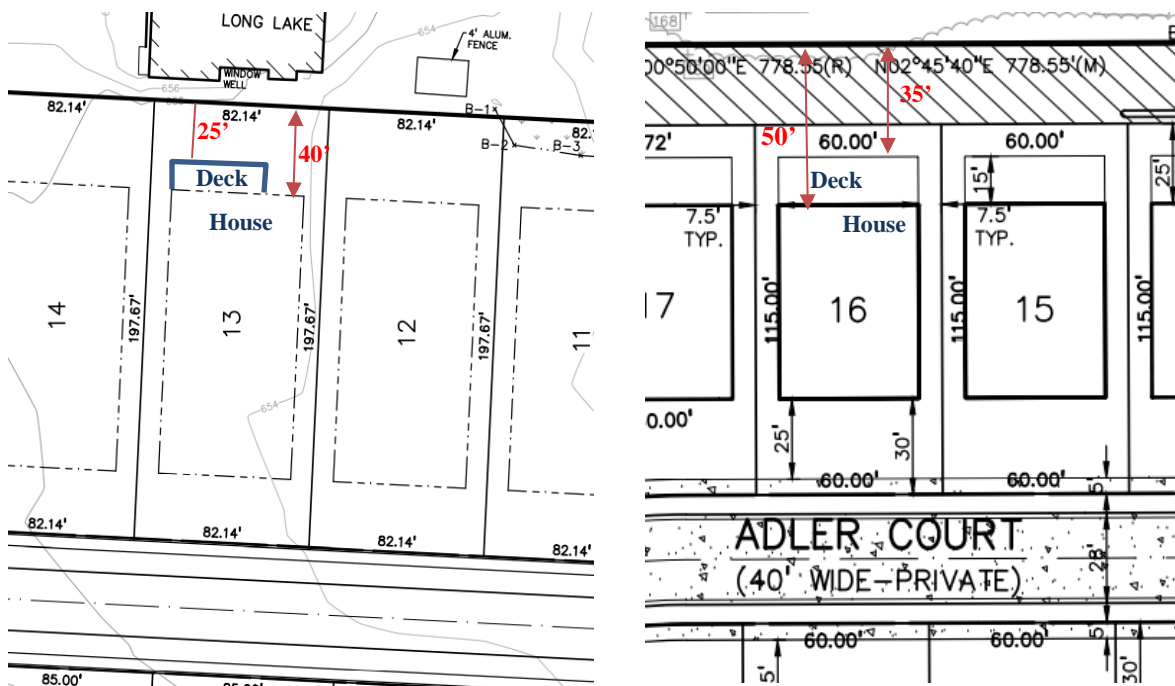 LONG LAKE
654
4' ALUM.
FENCE
WINDOW
WELL
656
82.14'
82.14'
82.14'
82.
B-1
B-2
B-3
25'
40'
Deck
House
14
197.67'
13
197.67'
12
197.67'
11
654
82.14'
82.14'
82.14'
82.14'
85.00'
168
00°50'00"E 778.55(R) N02°45'40"E 778.55'(M)
35'
72'
50'
60.00'
60.00'
Deck
15'
25'
House
7.5'
TYP.
7.5'
TYP.
17
115.00'
16
115.00'
15
115.00'
0.00'
25'
30'
60.00'
60.00'
5'
ADLER COURT
(40' WIDE-PRIVATE)
28'
60.00'
60.00'
5'
5'
30'